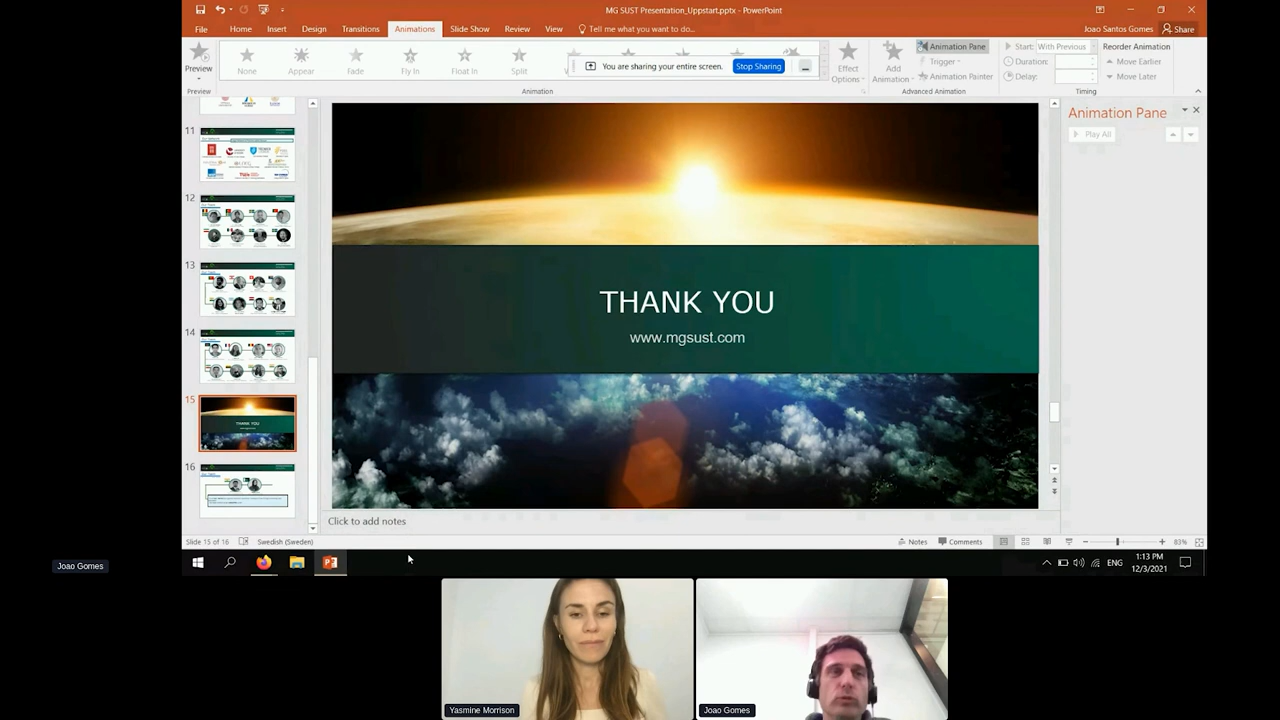 MG SUST Presentation_Uppstart.pptx - PowerPoint
File Home Insert Design Transitions Animations Slide Show Review View Tell me what you want to do...
Joao Santos Gomes Share
Preview
None Appear Fade Fly In Float In Split
You are sharing your entire screen. Stop Sharing
Effect Options
Add Animation
Animation Pane
Trigger
Animation Painter
Start: With Previous
Duration:
Delay:
Reorder Animation
Move Earlier
Move Later
Preview Animation Advanced Animation Timing
11
12
13
14
15
16
THANK YOU
www.mgsust.com
Animation Pane
Play All
Click to add notes
Slide 15 of 16 Swedish (Sweden) Notes Comments 83%
ENG
1:13 PM
12/3/2021
Joao Gomes
Yasmine Morrison
Joao Gomes